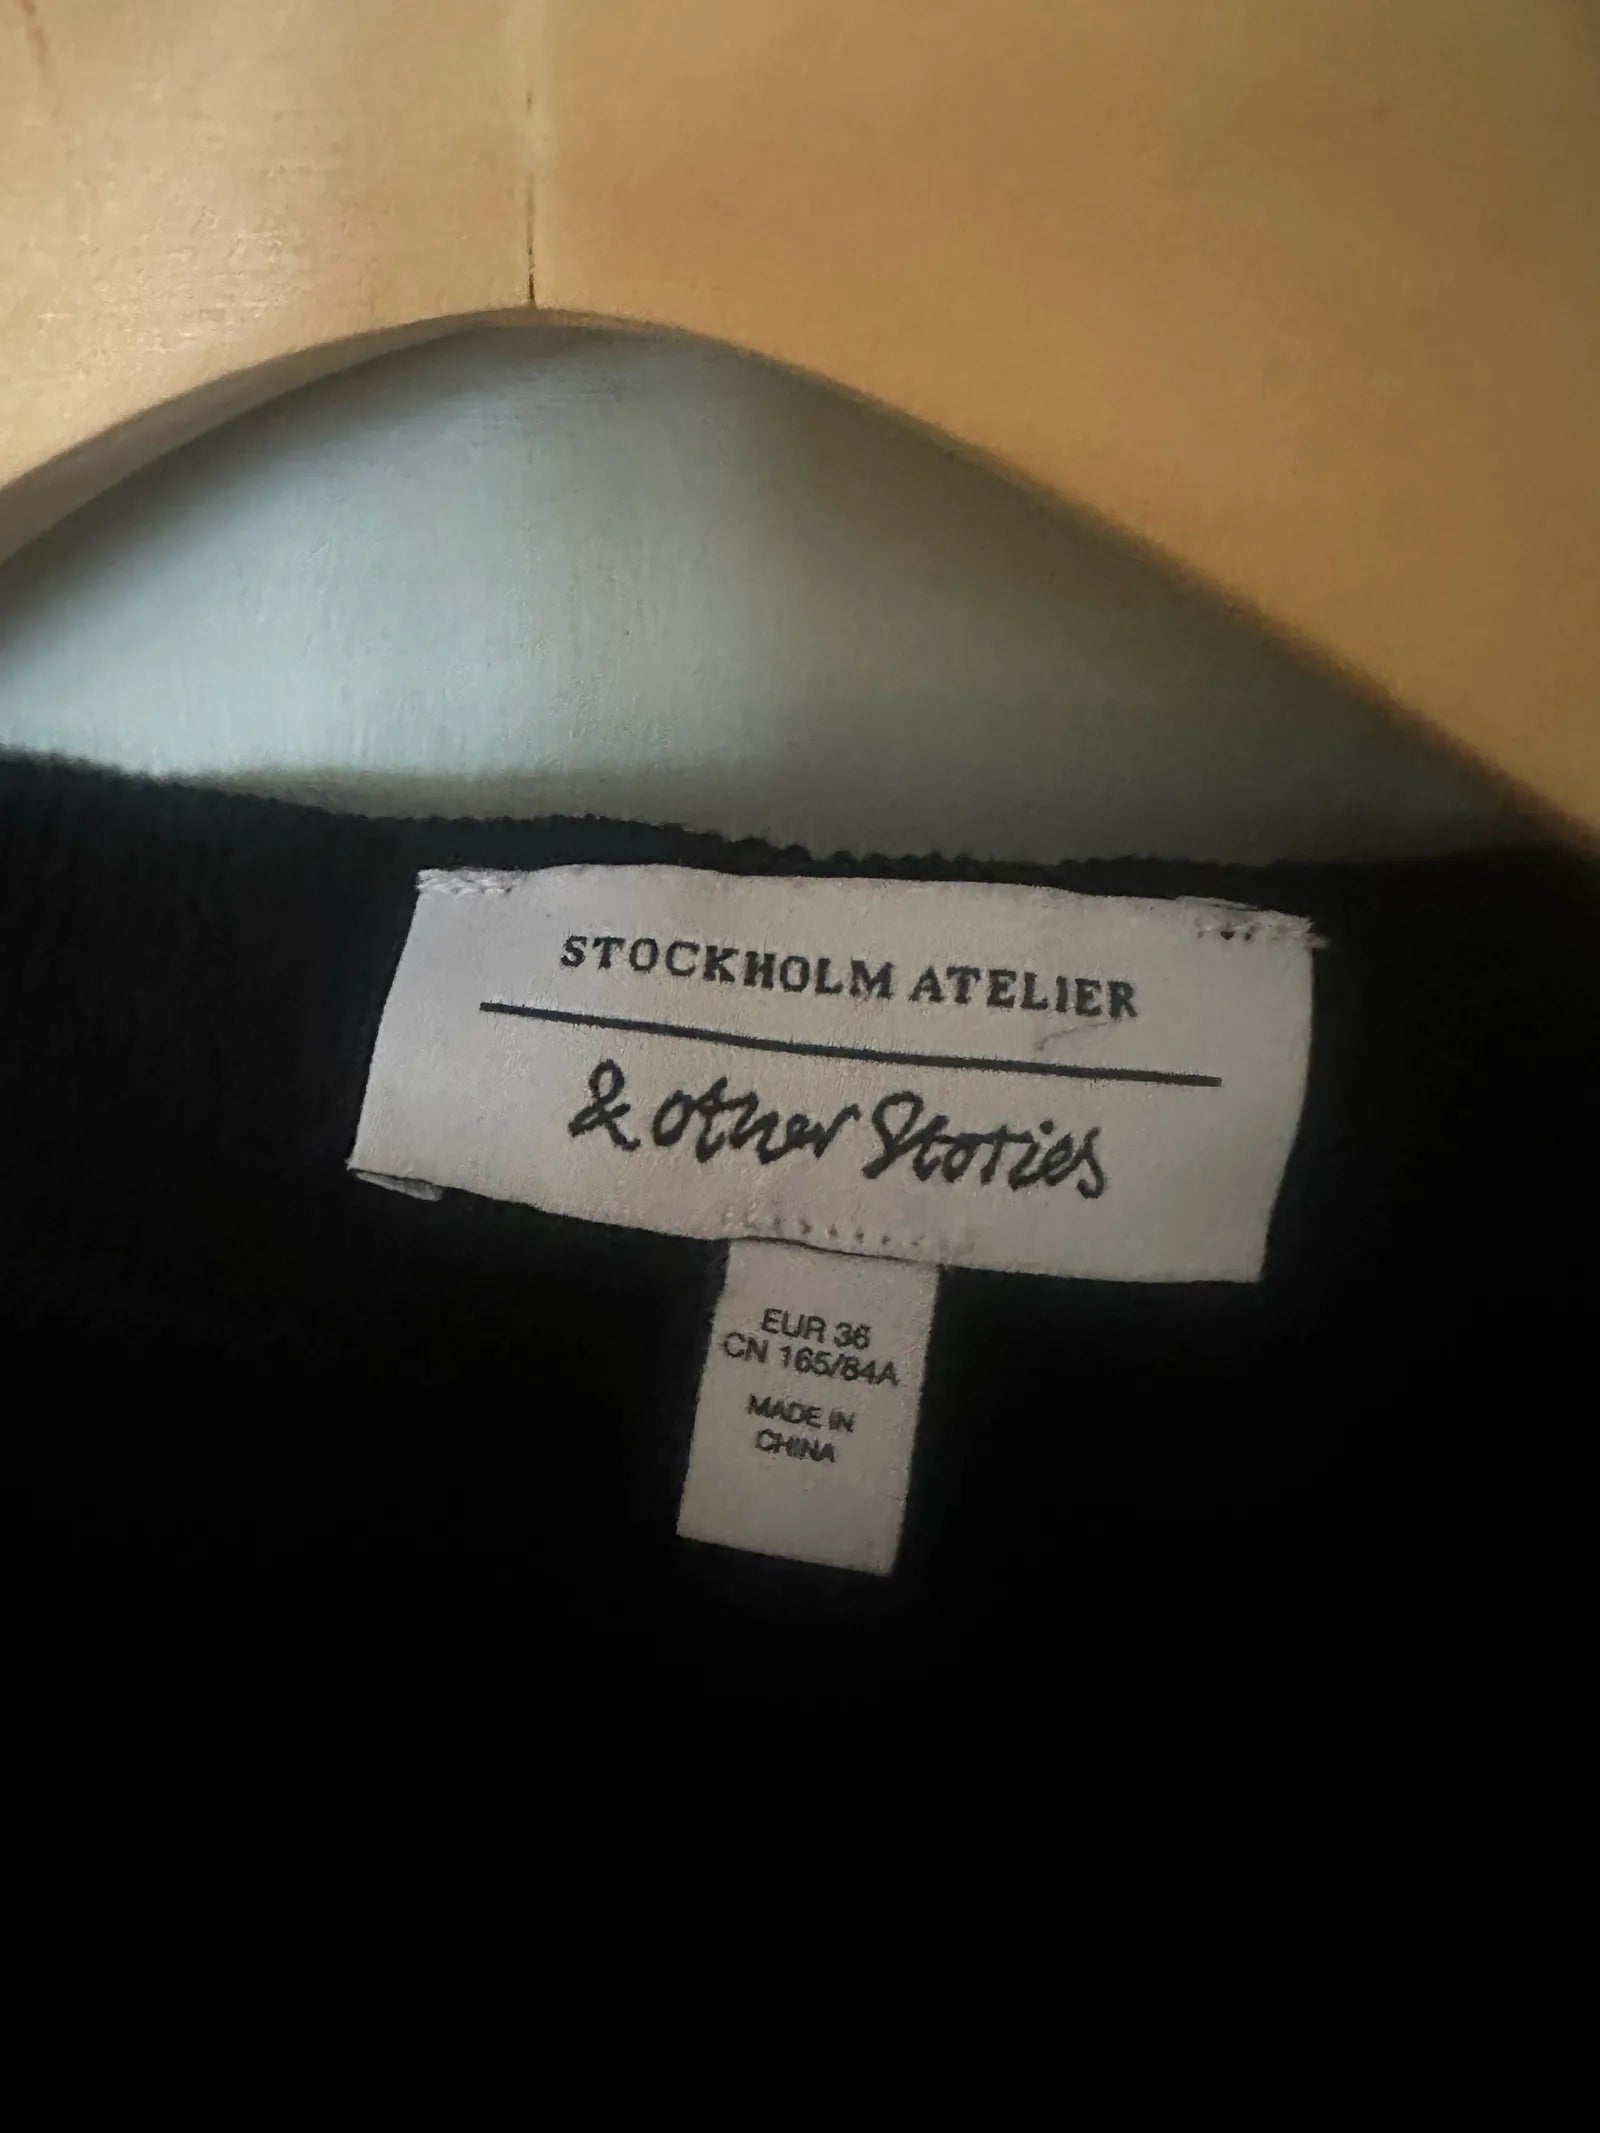 STOCKHOLM ATELIER
& other Stories
EUR 36
CN 165/84A
MADE IN
CHINA